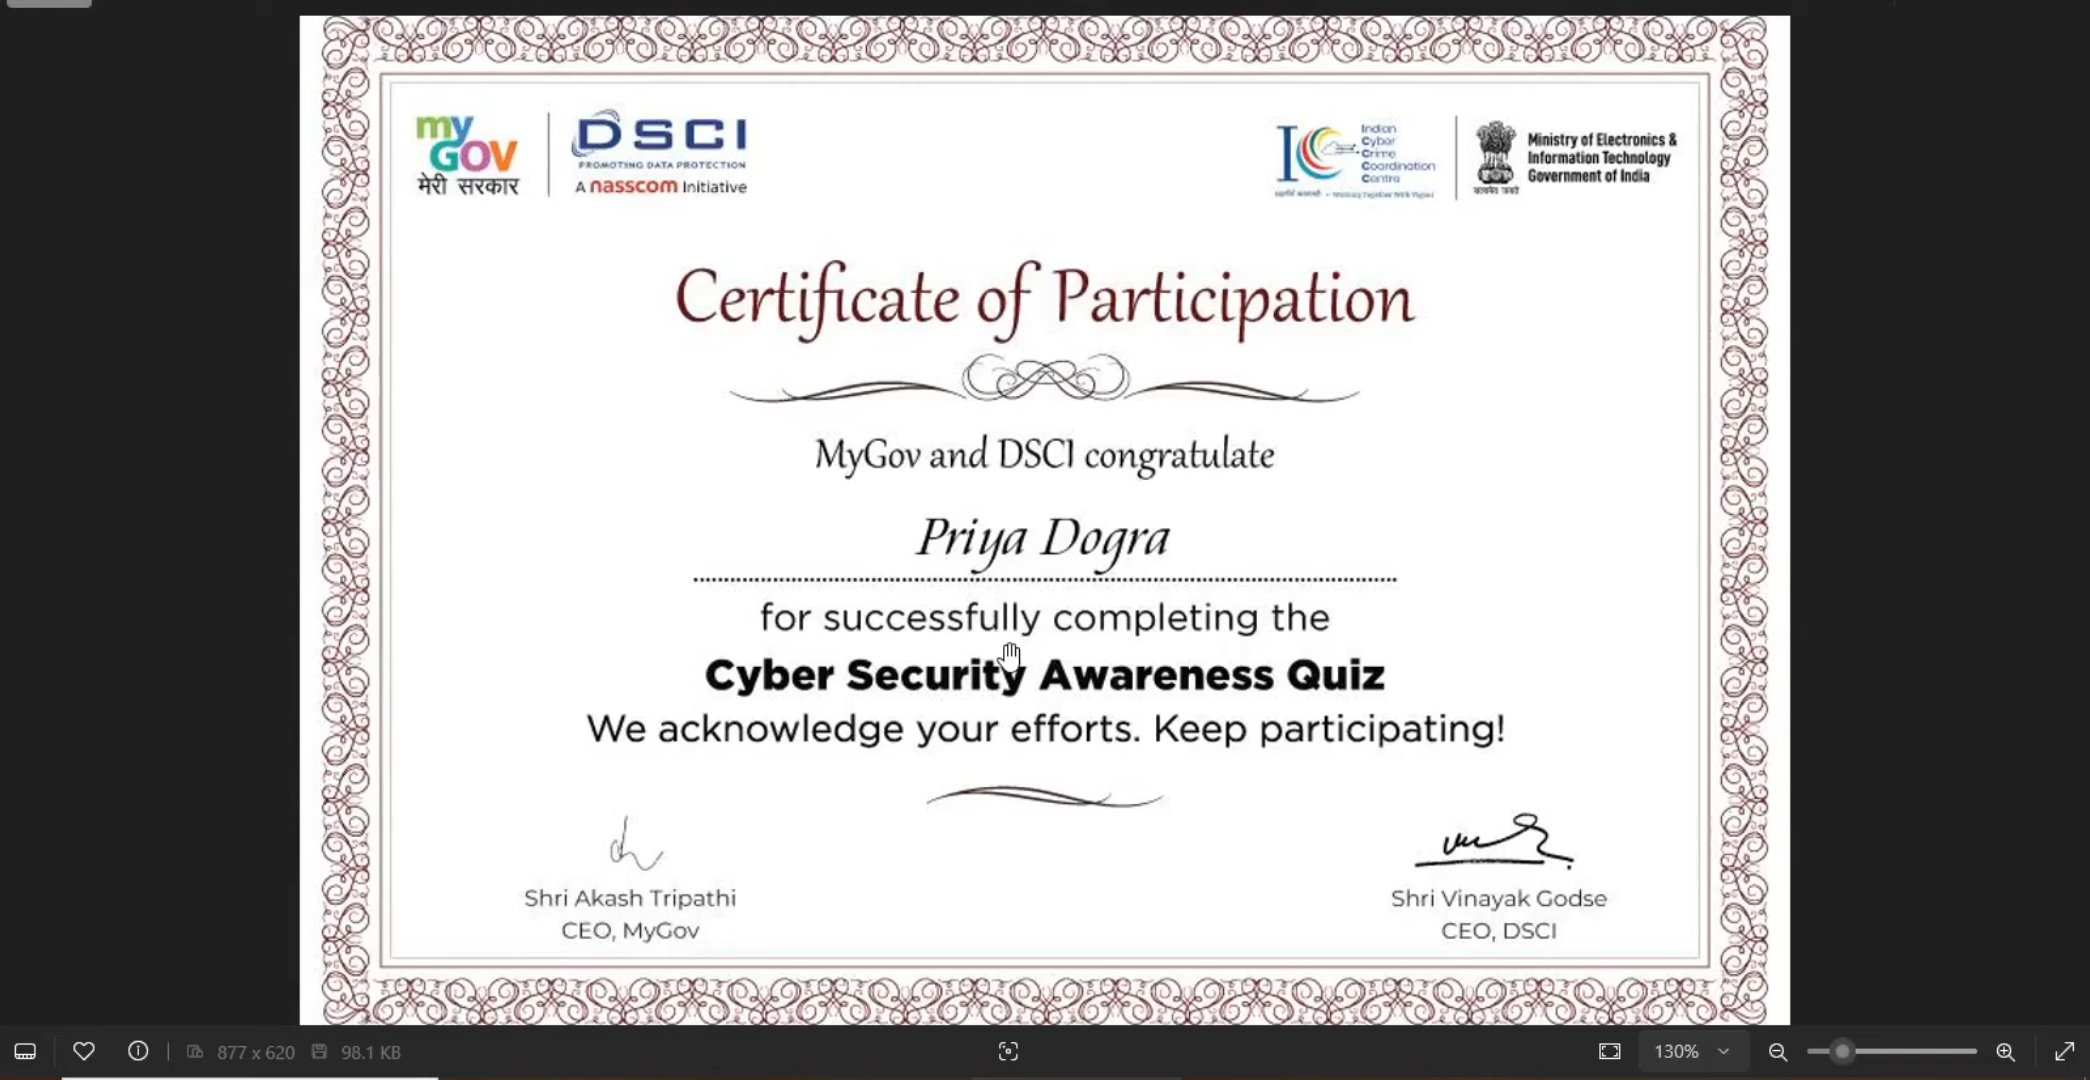 my
GOV
मेरी सरकार
DSCI
PROMOTING DATA PROTECTION
A nasscom Initiative
Indian
Cyber
Crime
Coordination
Centre
Ministry of Electronics &
Information Technology
Government of India
सत्यमेव जयते
Certificate of Participation
MyGov and DSCI congratulate
Priya Dogra
for successfully completing the
Cyber Security Awareness Quiz
We acknowledge your efforts. Keep participating!
Shri Akash Tripathi
CEO, MyGov
Shri Vinayak Godse
CEO, DSCI
877 x 620
98.1 KB
130%